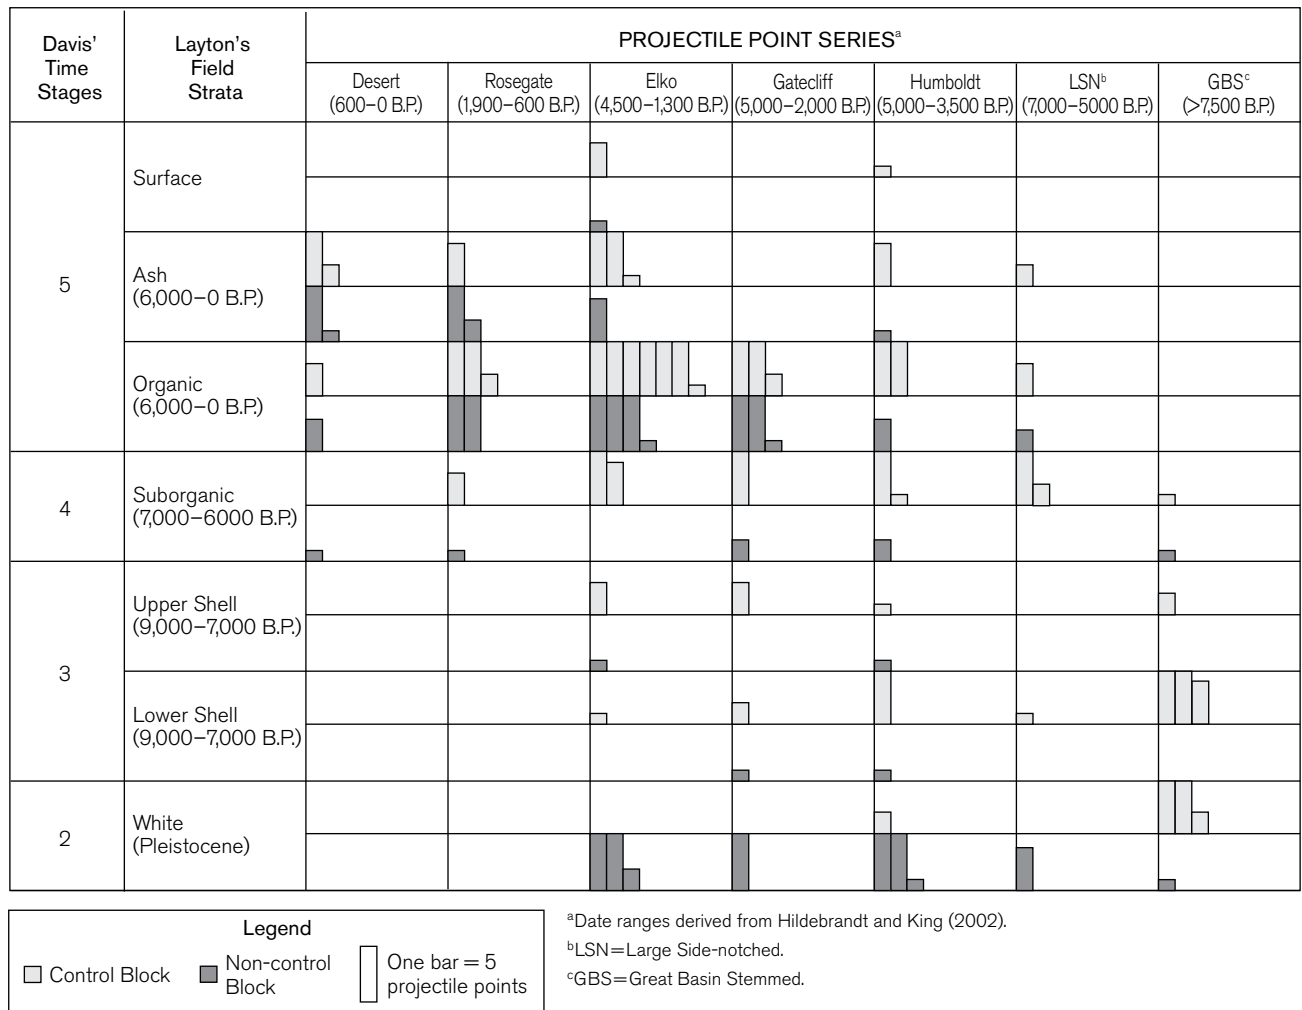 Davis'
Time
Stages
Layton's
Field
Strata
PROJECTILE POINT SERIESᵃ
Desert
(600–0 B.P.)
Rosegate
(1,900–600 B.P.)
Elko
(4,500–1,300 B.P.)
Gatecliff
(5,000–2,000 B.P.)
Humboldt
(5,000–3,500 B.P.)
LSNᵇ
(7,000–5000 B.P.)
GBSᶜ
(>7,500 B.P.)
5
Surface
Ash
(6,000–0 B.P.)
Organic
(6,000–0 B.P.)
4
Suborganic
(7,000–6000 B.P.)
3
Upper Shell
(9,000–7,000 B.P.)
Lower Shell
(9,000–7,000 B.P.)
2
White
(Pleistocene)
Legend
Control Block
Non-control
Block
One bar = 5
projectile points
ᵃDate ranges derived from Hildebrandt and King (2002).
ᵇLSN=Large Side-notched.
ᶜGBS=Great Basin Stemmed.